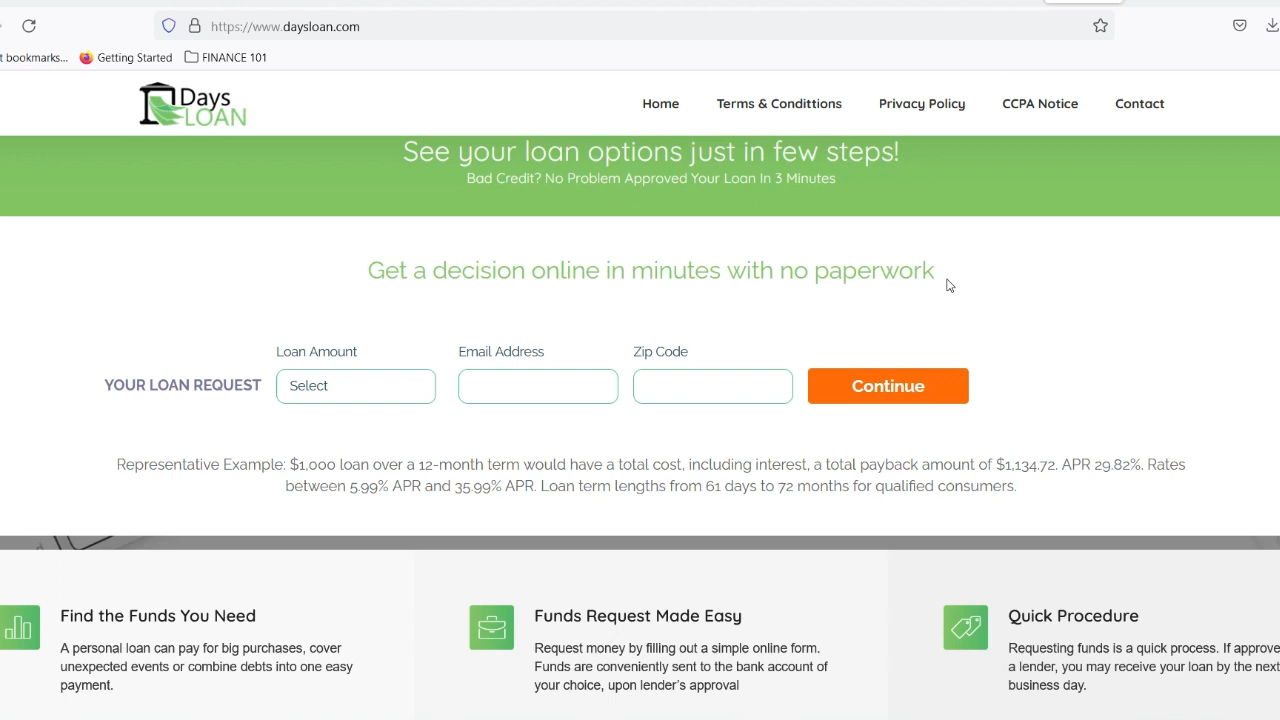 https://www.daysloan.com
t bookmarks...
Getting Started
FINANCE 101
Days
LOAN
Home
Terms & Condittions
Privacy Policy
CCPA Notice
Contact
See your loan options just in few steps!
Bad Credit? No Problem Approved Your Loan In 3 Minutes
Get a decision online in minutes with no paperwork
Loan Amount
Email Address
Zip Code
YOUR LOAN REQUEST
Select
Continue
Representative Example: $1,000 loan over a 12-month term would have a total cost, including interest, a total payback amount of $1,134.72. APR 29.82%. Rates
between 5.99% APR and 35.99% APR. Loan term lengths from 61 days to 72 months for qualified consumers.
Find the Funds You Need
A personal loan can pay for big purchases, cover
unexpected events or combine debts into one easy
payment.
Funds Request Made Easy
Request money by filling out a simple online form.
Funds are conveniently sent to the bank account of
your choice, upon lender's approval
Quick Procedure
Requesting funds is a quick process. If approve
a lender, you may receive your loan by the next
business day.